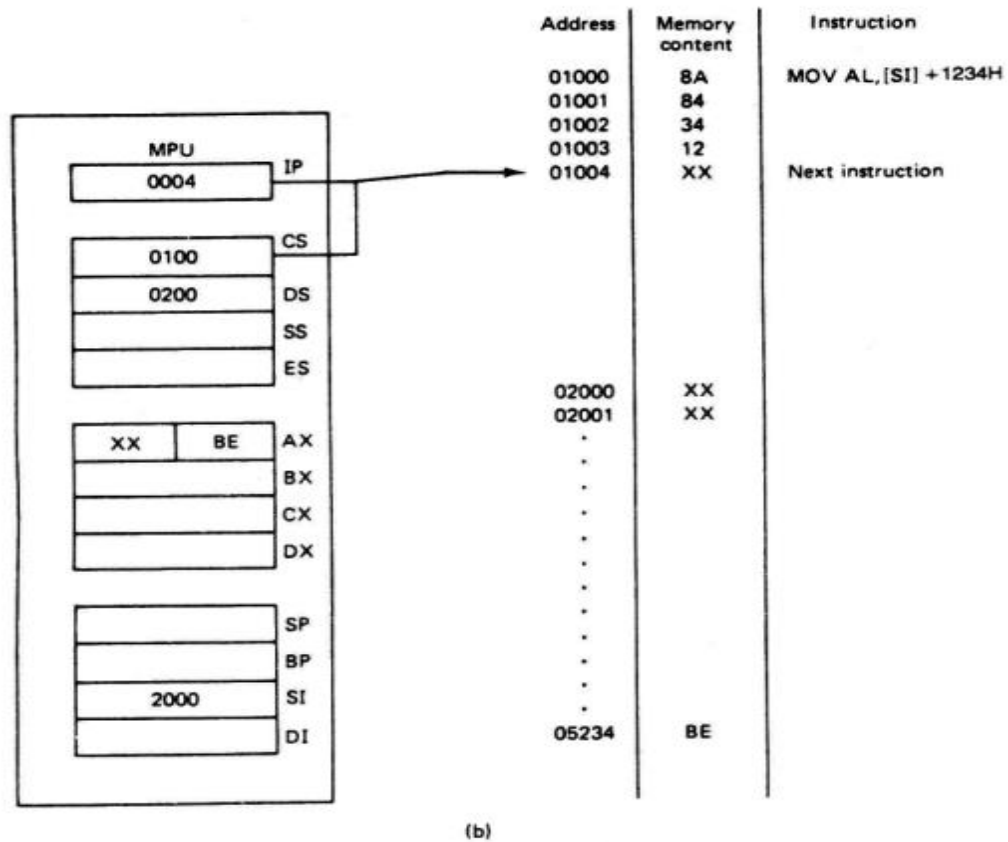 Address Memory content Instruction
01000 8A MOV AL,[SI] +1234H
01001 84
01002 34
01003 12
01004 XX Next instruction
02000 XX
02001 XX
05234 BE
MPU
0004 IP
0100 CS
0200 DS
SS
ES
XX BE AX
BX
CX
DX
SP
BP
2000 SI
DI
(b)